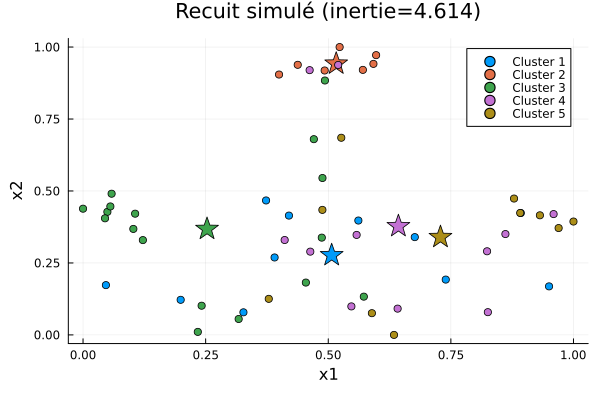 Recuit simulé (inertie=4.614)
1.00
0.75
0.50
0.25
0.00
x2
Cluster 1
Cluster 2
Cluster 3
Cluster 4
Cluster 5
0.00 0.25 0.50 0.75 1.00
x1